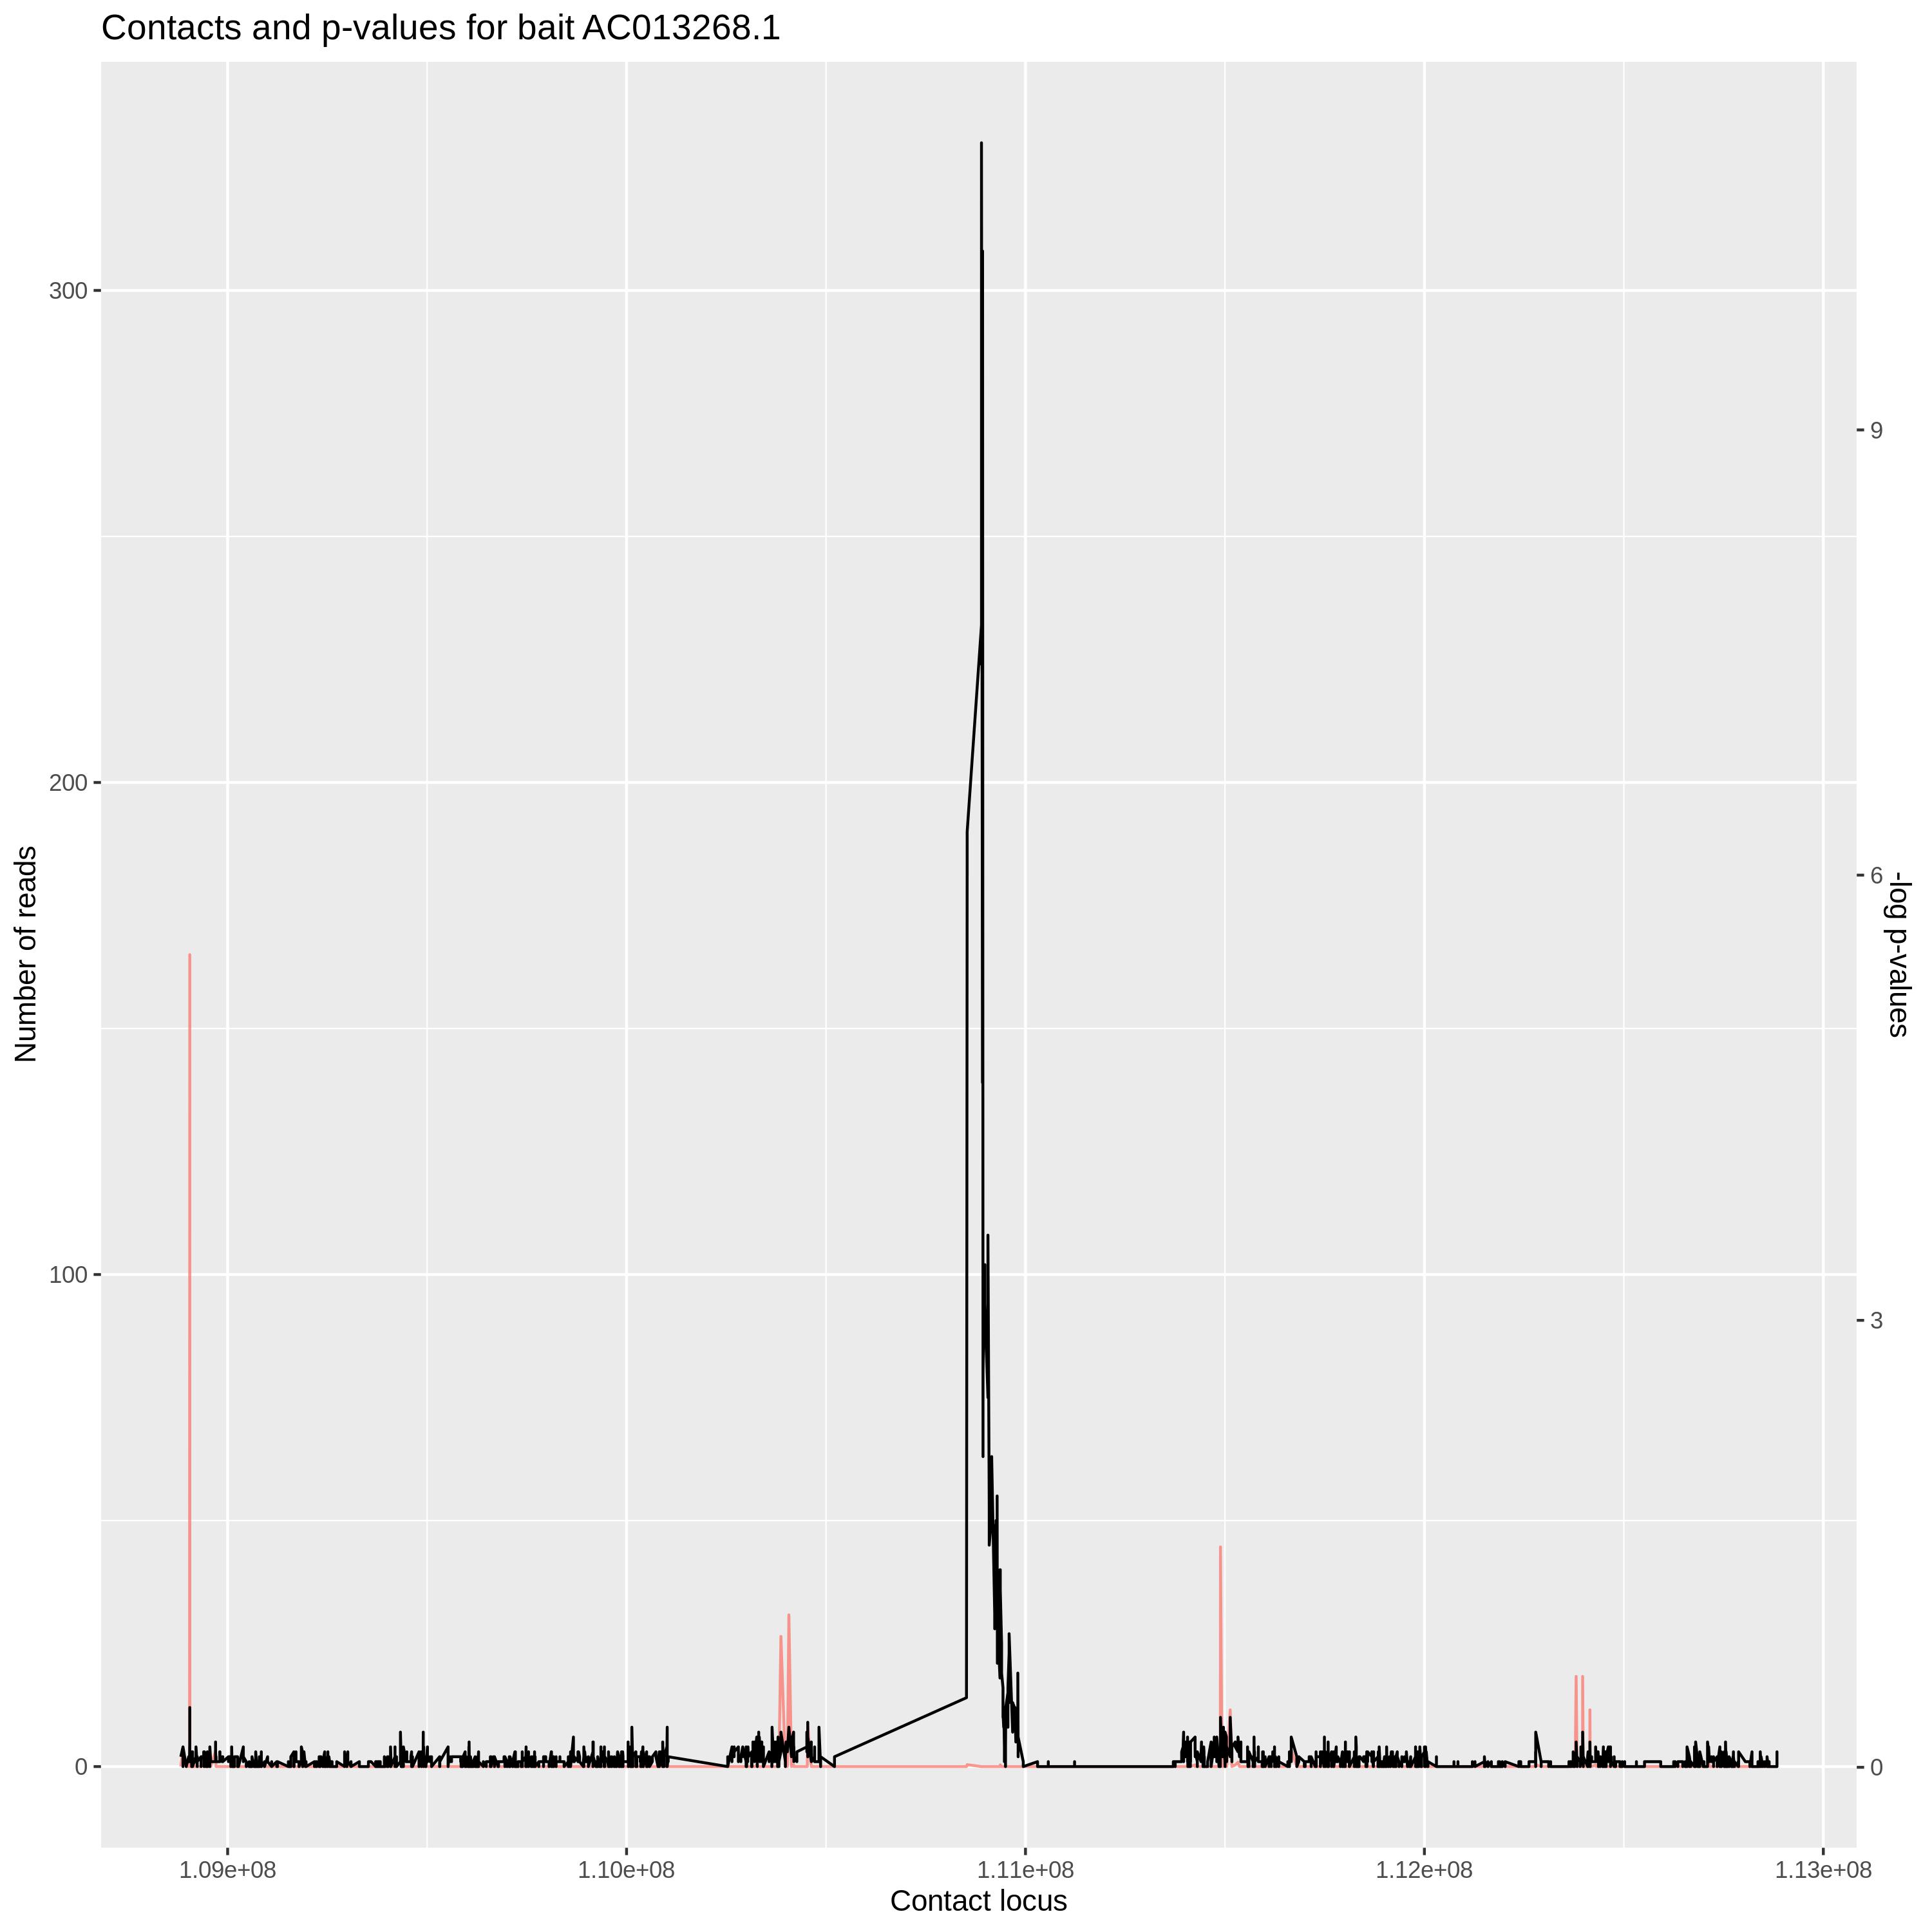 Contacts and p-values for bait AC013268.1
300
200
100
0
Number of reads
9
6
3
0
-log p-values
1.09e+08
1.10e+08
1.11e+08
1.12e+08
1.13e+08
Contact locus